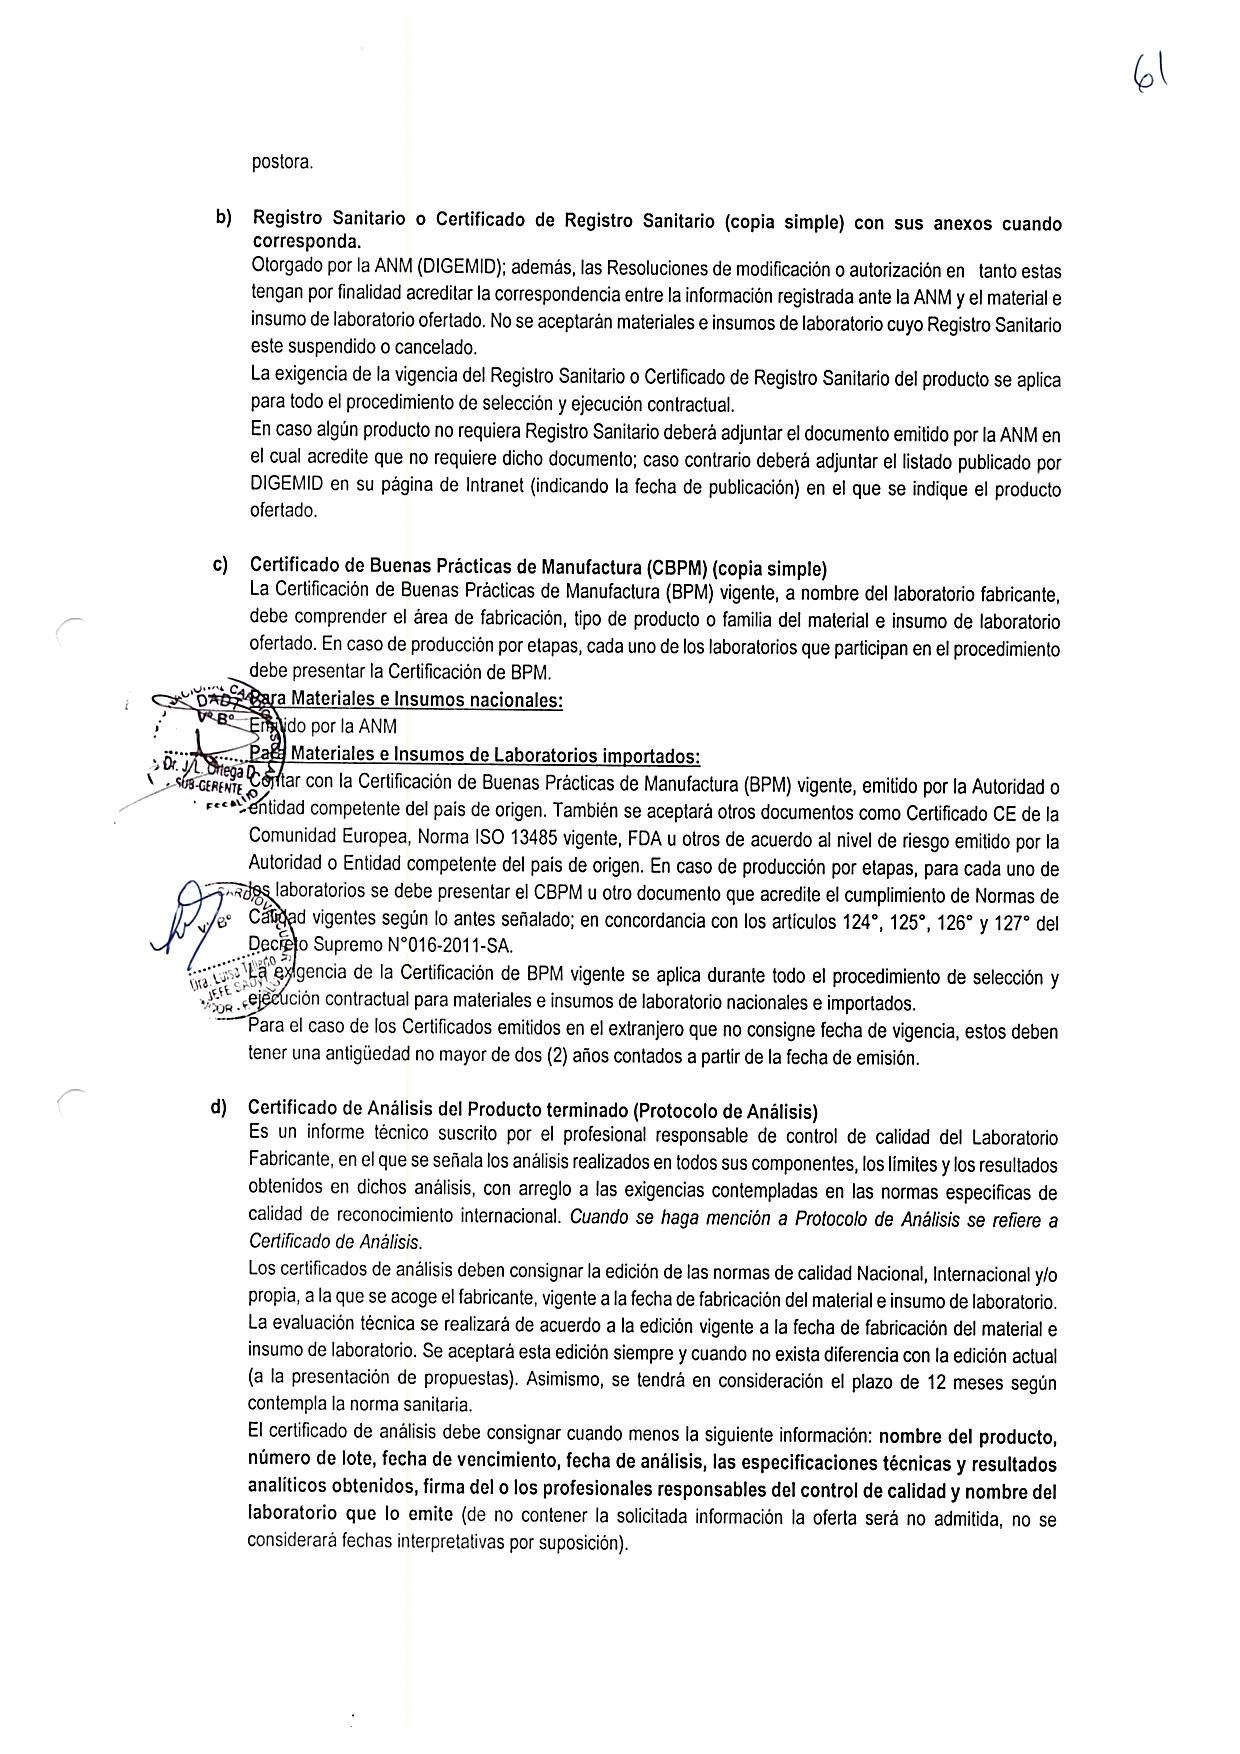 61
postora.
b) Registro Sanitario o Certificado de Registro Sanitario (copia simple) con sus anexos cuando
corresponda.
Otorgado por la ANM (DIGEMID); además, las Resoluciones de modificación o autorización en tanto estas
tengan por finalidad acreditar la correspondencia entre la información registrada ante la ANM y el material e
insumo de laboratorio ofertado. No se aceptarán materiales e insumos de laboratorio cuyo Registro Sanitario
este suspendido o cancelado.
La exigencia de la vigencia del Registro Sanitario o Certificado de Registro Sanitario del producto se aplica
para todo el procedimiento de selección y ejecución contractual.
En caso algún producto no requiera Registro Sanitario deberá adjuntar el documento emitido por la ANM en
el cual acredite que no requiere dicho documento; caso contrario deberá adjuntar el listado publicado por
DIGEMID en su página de Intranet (indicando la fecha de publicación) en el que se indique el producto
ofertado.
c) Certificado de Buenas Prácticas de Manufactura (CBPM) (copia simple)
La Certificación de Buenas Prácticas de Manufactura (BPM) vigente, a nombre del laboratorio fabricante,
debe comprender el área de fabricación, tipo de producto o familia del material e insumo de laboratorio
ofertado. En caso de producción por etapas, cada uno de los laboratorios que participan en el procedimiento
debe presentar la Certificación de BPM.
Para Materiales e Insumos nacionales:
Emitido por la ANM
Para Materiales e Insumos de Laboratorios importados:
Contar con la Certificación de Buenas Prácticas de Manufactura (BPM) vigente, emitido por la Autoridad o
entidad competente del país de origen. También se aceptará otros documentos como Certificado CE de la
Comunidad Europea, Norma ISO 13485 vigente, FDA u otros de acuerdo al nivel de riesgo emitido por la
Autoridad o Entidad competente del país de origen. En caso de producción por etapas, para cada uno de
los laboratorios se debe presentar el CBPM u otro documento que acredite el cumplimiento de Normas de
Calidad vigentes según lo antes señalado; en concordancia con los artículos 124°, 125°, 126° y 127° del
Decreto Supremo N°016-2011-SA.
La exigencia de la Certificación de BPM vigente se aplica durante todo el procedimiento de selección y
ejecución contractual para materiales e insumos de laboratorio nacionales e importados.
Para el caso de los Certificados emitidos en el extranjero que no consigne fecha de vigencia, estos deben
tener una antigüedad no mayor de dos (2) años contados a partir de la fecha de emisión.
DADT
V° B°
Dr. J.L. Ortega D.
SUB-GERENTE
V° B°
Dra. Luisa
JEFE
d) Certificado de Análisis del Producto terminado (Protocolo de Análisis)
Es un informe técnico suscrito por el profesional responsable de control de calidad del Laboratorio
Fabricante, en el que se señala los análisis realizados en todos sus componentes, los límites y los resultados
obtenidos en dichos análisis, con arreglo a las exigencias contempladas en las normas específicas de
calidad de reconocimiento internacional. Cuando se haga mención a Protocolo de Análisis se refiere a
Certificado de Análisis.
Los certificados de análisis deben consignar la edición de las normas de calidad Nacional, Internacional y/o
propia, a la que se acoge el fabricante, vigente a la fecha de fabricación del material e insumo de laboratorio.
La evaluación técnica se realizará de acuerdo a la edición vigente a la fecha de fabricación del material e
insumo de laboratorio. Se aceptará esta edición siempre y cuando no exista diferencia con la edición actual
(a la presentación de propuestas). Asimismo, se tendrá en consideración el plazo de 12 meses según
contempla la norma sanitaria.
El certificado de análisis debe consignar cuando menos la siguiente información: nombre del producto,
número de lote, fecha de vencimiento, fecha de análisis, las especificaciones técnicas y resultados
analíticos obtenidos, firma del o los profesionales responsables del control de calidad y nombre del
laboratorio que lo emite (de no contener la solicitada información la oferta será no admitida, no se
considerará fechas interpretativas por suposición).